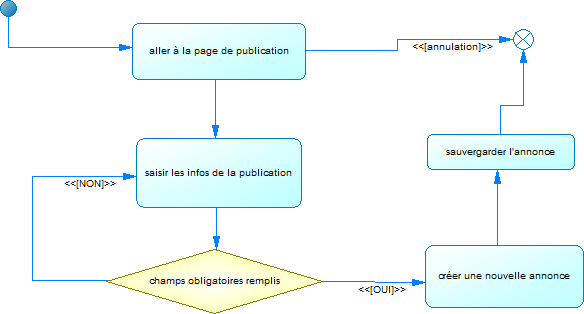 aller à la page de publication
<<[annulation]>>
saisir les infos de la publication
<<[NON]>>
champs obligatoires remplis
<<[OUI]>>
créer une nouvelle annonce
sauvergarder l'annonce